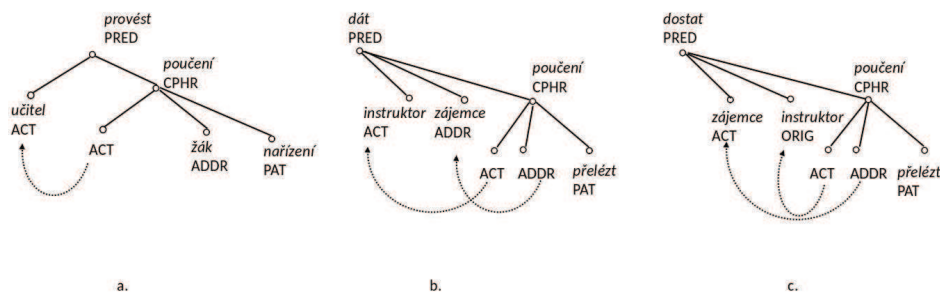 provést
PRED
poučení
CPHR
učitel
ACT
ACT
žák
ADDR
nařízení
PAT
a.
dát
PRED
poučení
CPHR
instruktor
ACT
zájemce
ADDR
ACT
ADDR
přelézt
PAT
b.
dostat
PRED
poučení
CPHR
zájemce
ACT
instruktor
ORIG
ACT
ADDR
přelézt
PAT
c.